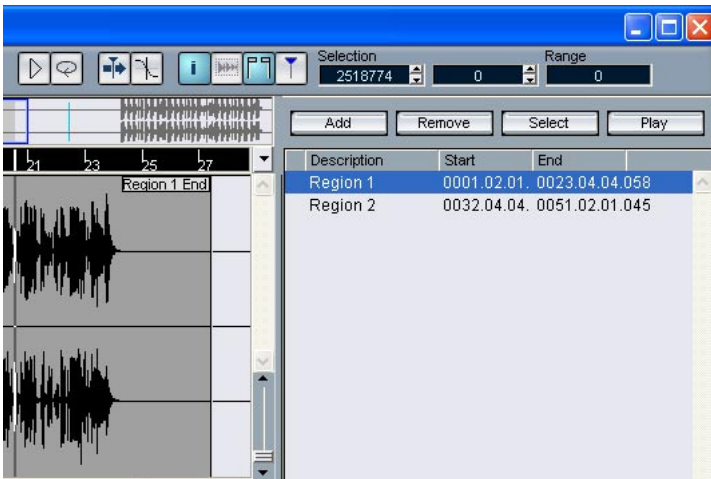 Selection Range
2518774 0 0
Add Remove Select Play
21 23 25 27
Description Start End
Region 1 End
Region 1 0001.02.01. 0023.04.04.058
Region 2 0032.04.04. 0051.02.01.045